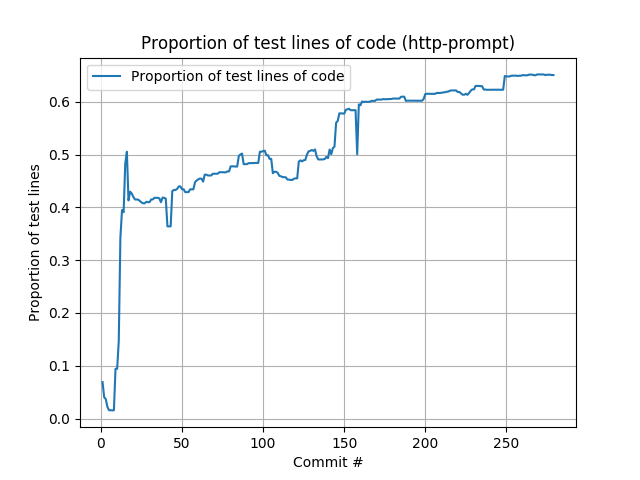 Proportion of test lines of code (http-prompt)
Proportion of test lines of code
Proportion of test lines
0.6
0.5
0.4
0.3
0.2
0.1
0.0
0 50 100 150 200 250
Commit #